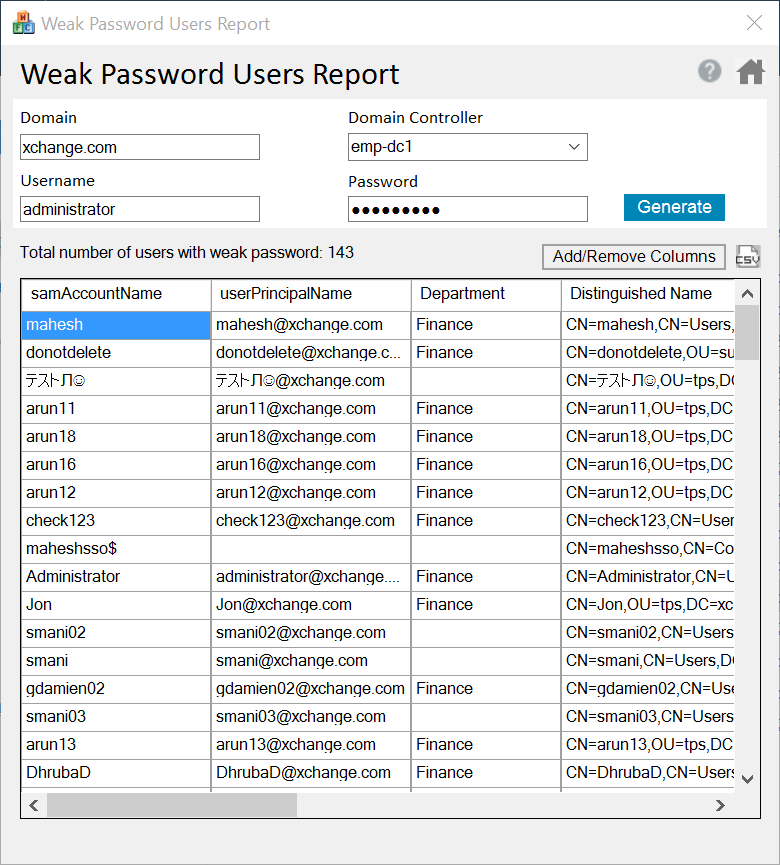 Weak Password Users Report
Weak Password Users Report
Domain
Domain Controller
xchange.com
emp-dc1
Username
Password
administrator
●●●●●●●●●
Generate
Total number of users with weak password: 143
Add/Remove Columns
CSV
samAccountName userPrincipalName Department Distinguished Name
mahesh mahesh@xchange.com Finance CN=mahesh,CN=Users,
donotdelete donotdelete@xchange.c... Finance CN=donotdelete,OU=su
テストЛ☺ テストЛ☺@xchange.com CN=テストЛ☺,OU=tps,DC
arun11 arun11@xchange.com Finance CN=arun11,OU=tps,DC
arun18 arun18@xchange.com Finance CN=arun18,OU=tps,DC
arun16 arun16@xchange.com Finance CN=arun16,OU=tps,DC
arun12 arun12@xchange.com Finance CN=arun12,OU=tps,DC
check123 check123@xchange.com Finance CN=check123,CN=User
maheshsso$ CN=maheshsso,CN=Co
Administrator administrator@xchange.... Finance CN=Administrator,CN=U
Jon Jon@xchange.com Finance CN=Jon,OU=tps,DC=xc
smani02 smani02@xchange.com CN=smani02,CN=Users
smani smani@xchange.com CN=smani,CN=Users,DC
gdamien02 gdamien02@xchange.com Finance CN=gdamien02,CN=Use
smani03 smani03@xchange.com CN=smani03,CN=Users
arun13 arun13@xchange.com Finance CN=arun13,OU=tps,DC
DhrubaD DhrubaD@xchange.com Finance CN=DhrubaD,CN=Users